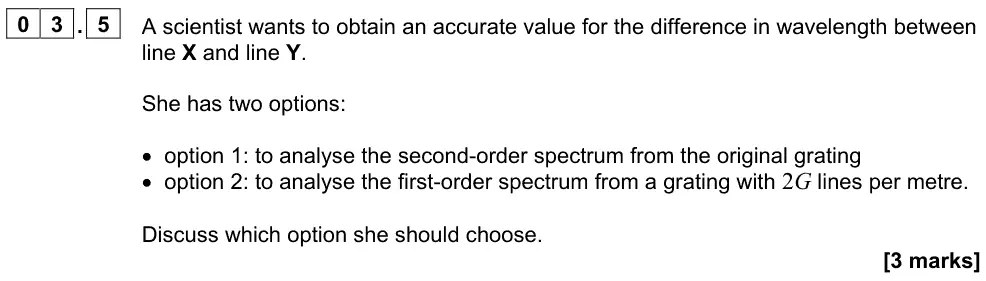 0 3 . 5 A scientist wants to obtain an accurate value for the difference in wavelength between
line X and line Y.
She has two options:
• option 1: to analyse the second-order spectrum from the original grating
• option 2: to analyse the first-order spectrum from a grating with 2G lines per metre.
Discuss which option she should choose.
[3 marks]